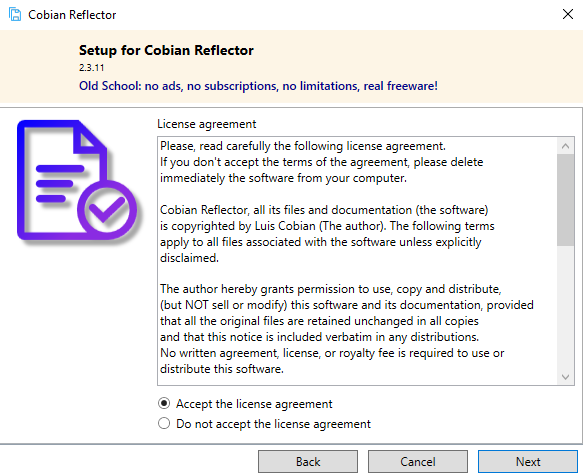 Cobian Reflector
Setup for Cobian Reflector
2.3.11
Old School: no ads, no subscriptions, no limitations, real freeware!
License agreement
Please, read carefully the following license agreement.
If you don't accept the terms of the agreement, please delete
immediately the software from your computer.
Cobian Reflector, all its files and documentation (the software)
is copyrighted by Luis Cobian (The author). The following terms
apply to all files associated with the software unless explicitly
disclaimed.
The author hereby grants permission to use, copy and distribute,
(but NOT sell or modify) this software and its documentation, provided
that all the original files are retained unchanged in all copies
and that this notice is included verbatim in any distributions.
No written agreement, license, or royalty fee is required to use or
distribute this software.
Accept the license agreement
Do not accept the license agreement
Back
Cancel
Next